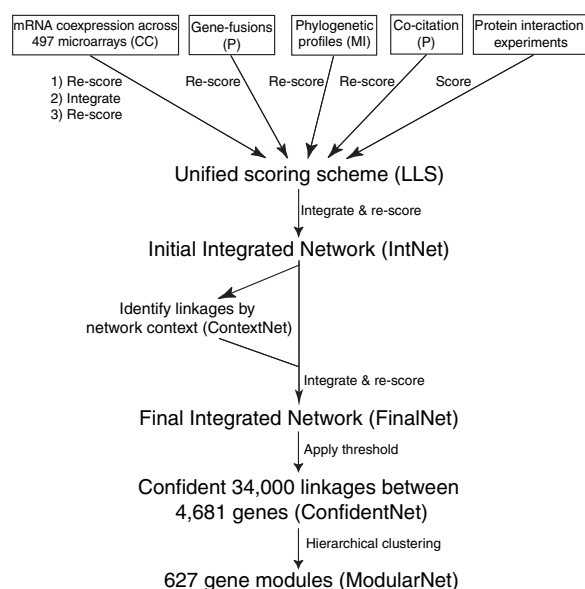 mRNA coexpression across
497 microarrays (CC)
Gene-fusions
(P)
Phylogenetic
profiles (MI)
Co-citation
(P)
Protein interaction
experiments
1) Re-score
2) Integrate
3) Re-score
Re-score
Re-score
Re-score
Score
Unified scoring scheme (LLS)
Integrate & re-score
Initial Integrated Network (IntNet)
Identify linkages by
network context (ContextNet)
Integrate & re-score
Final Integrated Network (FinalNet)
Apply threshold
Confident 34,000 linkages between
4,681 genes (ConfidentNet)
Hierarchical clustering
627 gene modules (ModularNet)